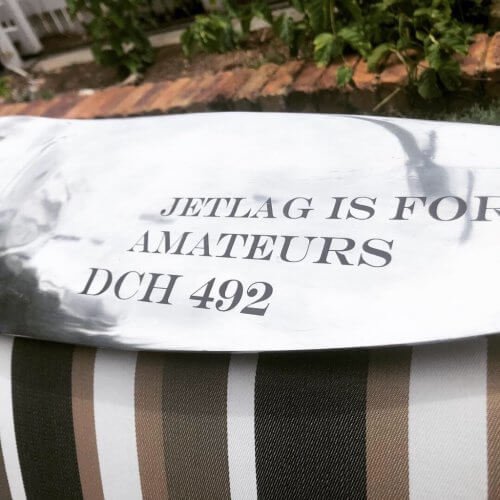 JETLAG IS FOR
AMATEURS
DCH 492